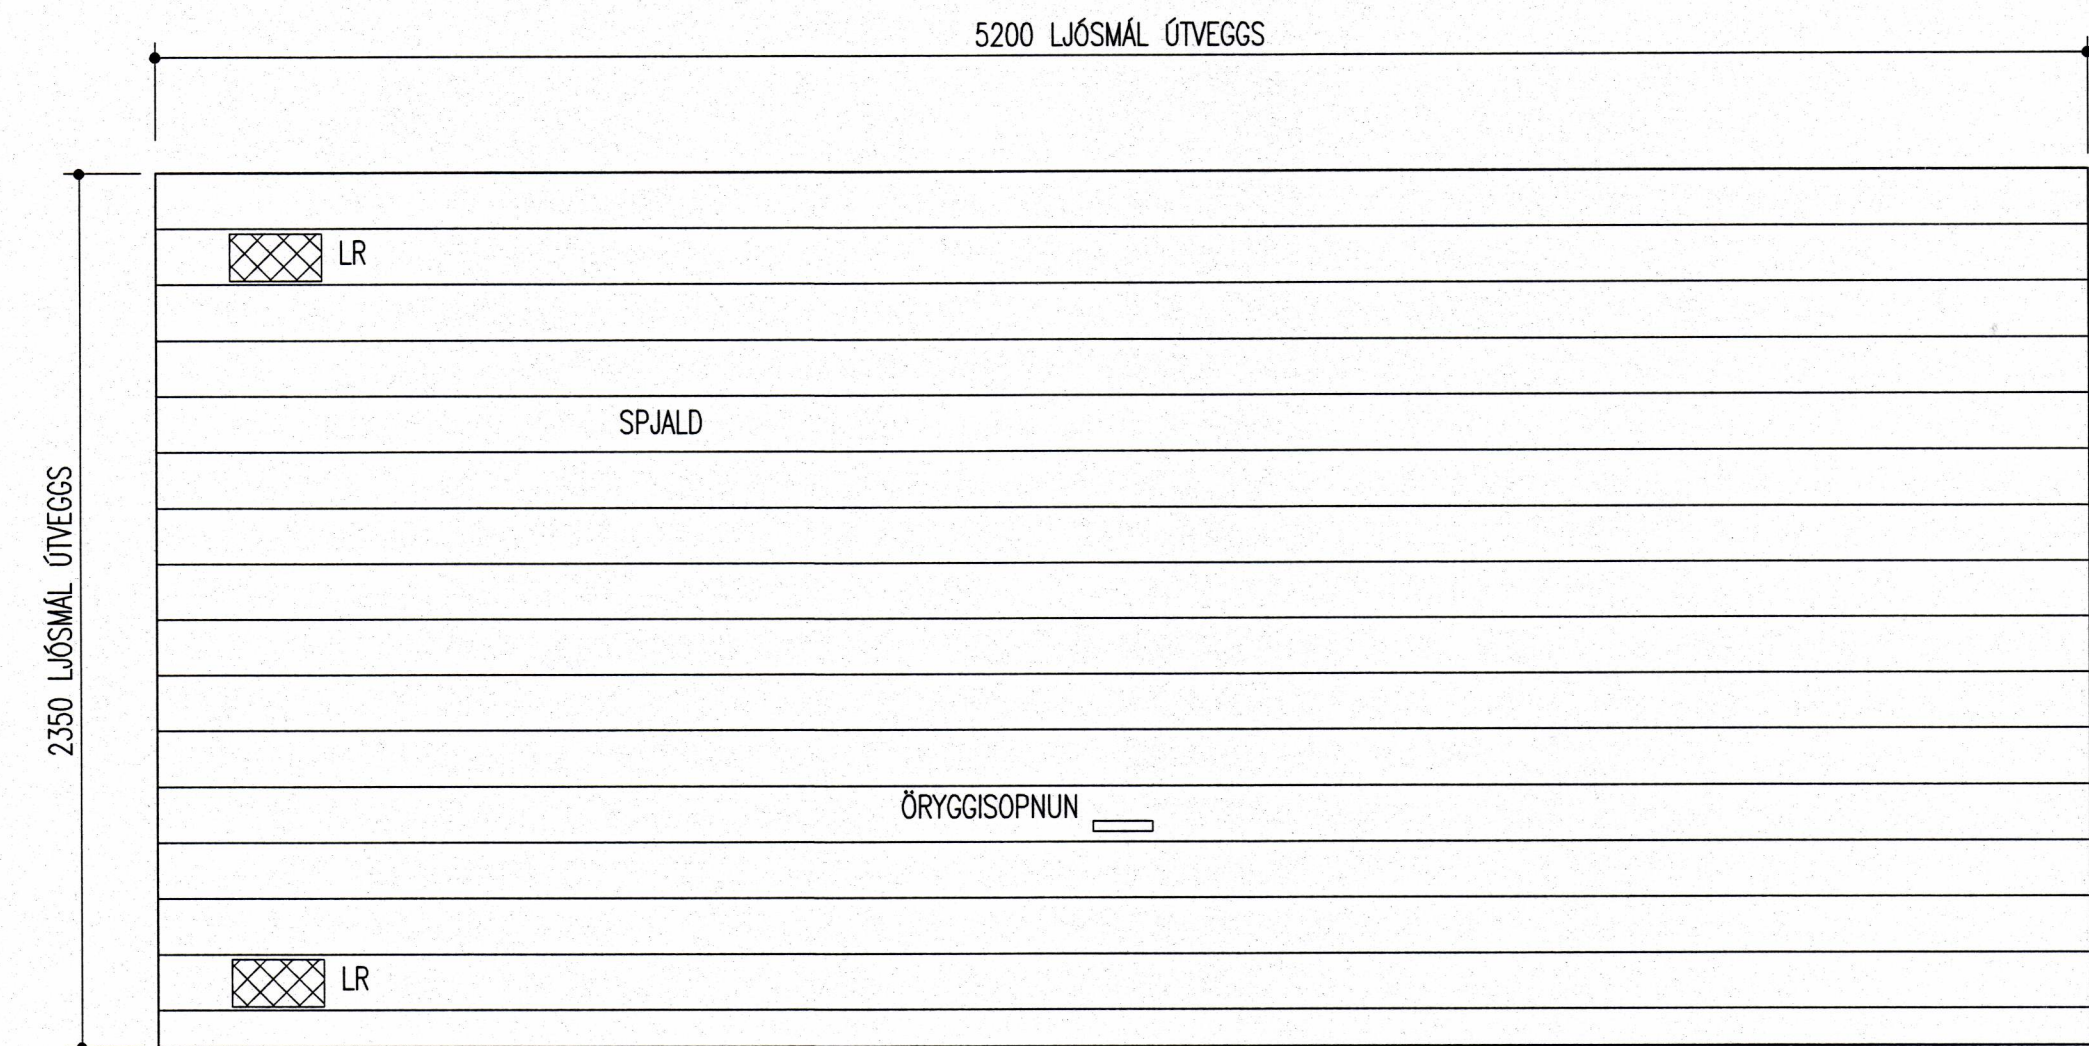 5200 LJÓSMÁL ÚTVEGGS
LR
SPJALD
2350 LJÓSMÁL ÚTVEGGS
ÖRYGGISOPNUN
LR